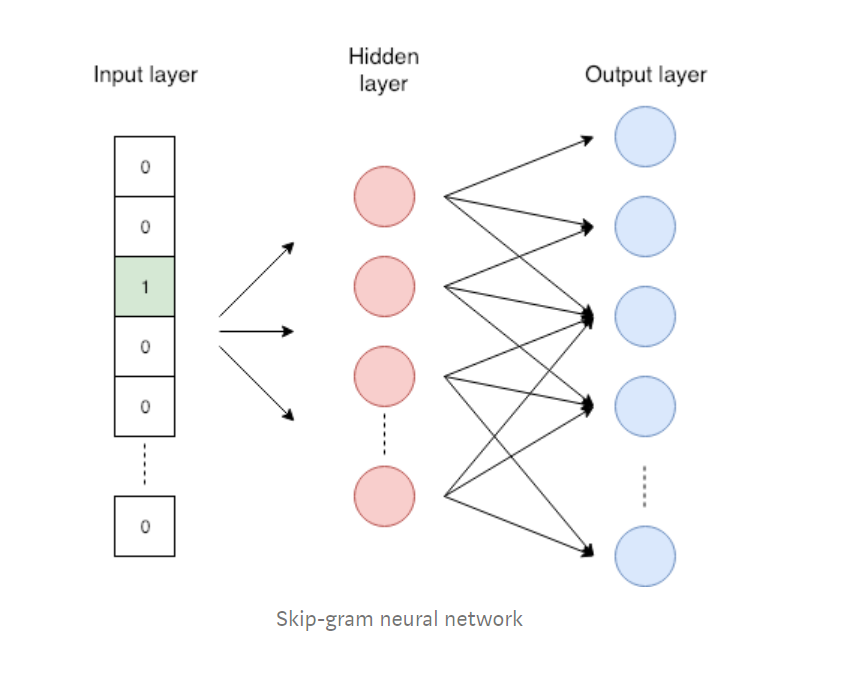 Input layer
Hidden
layer
Output layer
0
0
1
0
0
0
Skip-gram neural network